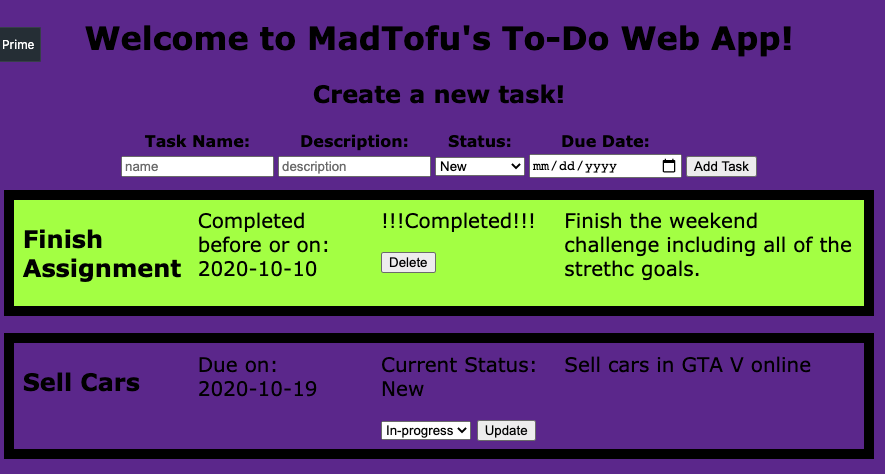 Prime
Welcome to MadTofu's To-Do Web App!
Create a new task!
Task Name: Description: Status: Due Date:
name description New mm/dd/yyyy Add Task
Finish
Assignment
Completed
before or on:
2020-10-10
!!!Completed!!!
Delete
Finish the weekend
challenge including all of the
strethc goals.
Sell Cars
Due on:
2020-10-19
Current Status:
New
In-progress Update
Sell cars in GTA V online